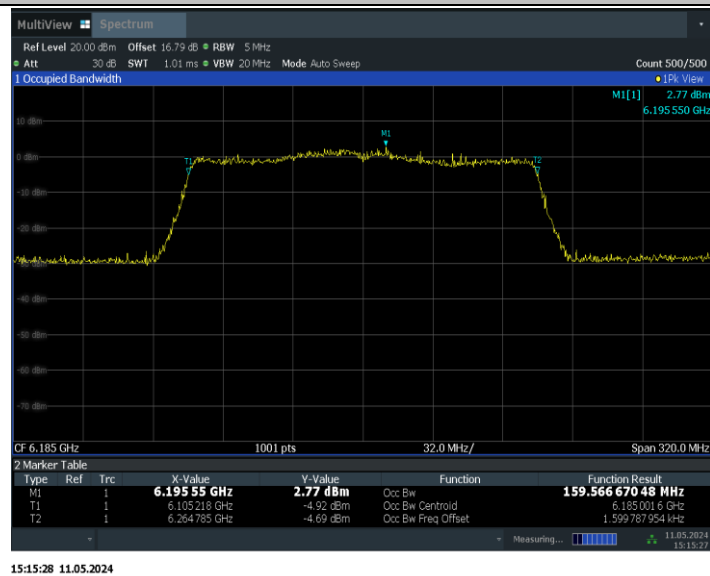 MultiView Spectrum
Ref Level 20.00 dBm Offset 16.79 dB RBW 5 MHz
Att 30 dB SWT 1.01 ms VBW 20 MHz Mode Auto Sweep Count 500/500
1 Occupied Bandwidth 1Pk View
M1[1] 2.77 dBm
6.195 550 GHz
10 dBm
M1
0 dBm
T1 T2
-10 dBm
-20 dBm
-40 dBm
-50 dBm
-60 dBm
-70 dBm
CF 6.185 GHz 1001 pts 32.0 MHz/ Span 320.0 MHz
2 Marker Table
Type Ref Trc X-Value Y-Value Function Function Result
M1 1 6.195 55 GHz 2.77 dBm Occ Bw 159.566 670 48 MHz
T1 1 6.105 218 GHz -4.92 dBm Occ Bw Centroid 6.185 001 6 GHz
T2 1 6.264 785 GHz -4.69 dBm Occ Bw Freq Offset 1.599 787 954 kHz
Measuring... 11.05.2024
15:15:27
15:15:28 11.05.2024